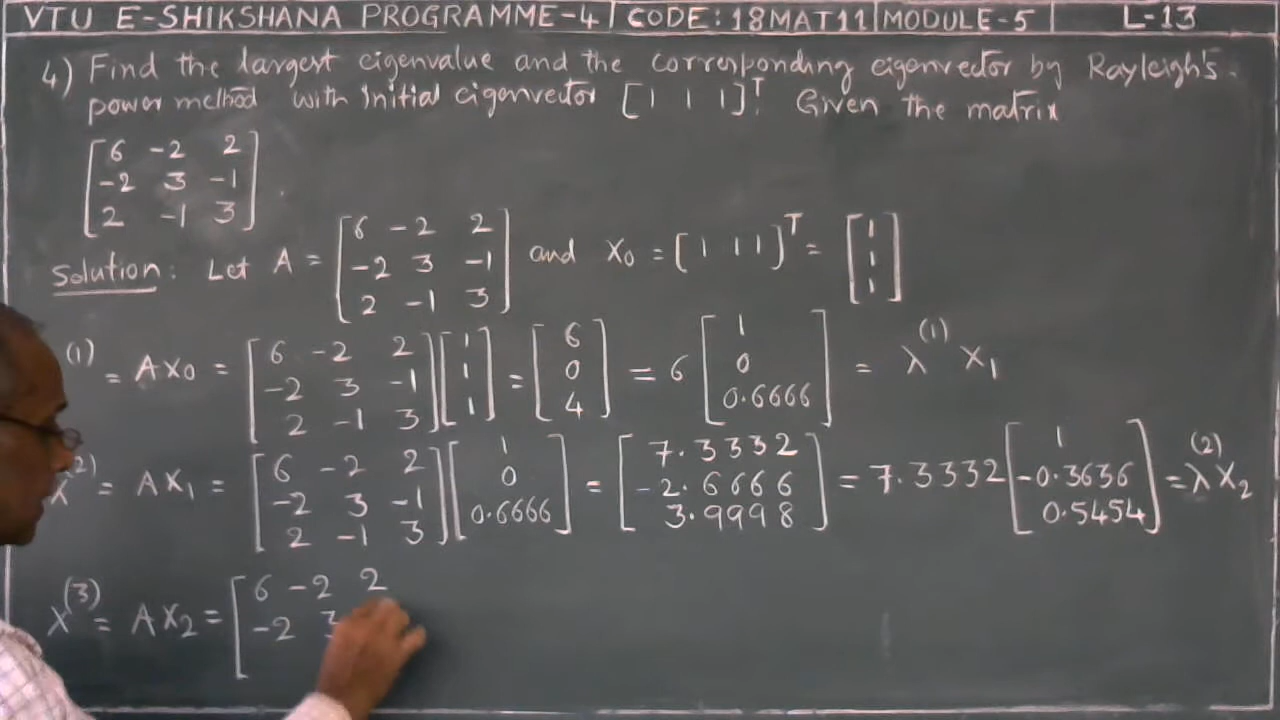 VTU E-SHIKSHANA PROGRAMME-4 | CODE: 18MAT11 | MODULE-5 | L-13
4) Find the largest eigenvalue and the corresponding eigenvector by Rayleigh's
power method with initial eigenvector [1 1 1]ᵀ. Given the matrix
[6 -2 2
-2 3 -1
2 -1 3].
Solution: Let A = [6 -2 2; -2 3 -1; 2 -1 3] and X₀ = [1 1 1]ᵀ = [1; 1; 1]
(1) = AX₀ = [6 -2 2; -2 3 -1; 2 -1 3] [1; 1; 1] = [6; 0; 4] = 6 [1; 0; 0.6666] = λ⁽¹⁾ X₁
X⁽²⁾ = AX₁ = [6 -2 2; -2 3 -1; 2 -1 3] [1; 0; 0.6666] = [7.3332; -2.6666; 3.9998] = 7.3332 [1; -0.3636; 0.5454] = λ⁽²⁾ X₂
X⁽³⁾ = AX₂ = [6 -2 2
-2 3